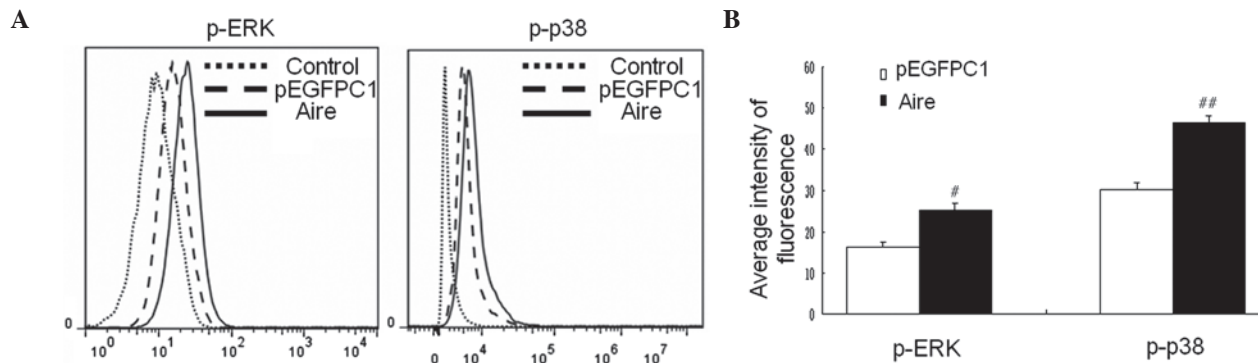 A
p-ERK
Control
pEGFPC1
Aire
0
10^0 10^1 10^2 10^3 10^4
p-p38
Control
pEGFPC1
Aire
0
0 10^4 10^5 10^6 10^7
B
Average intensity of
fluorescence
60
50
40
30
20
10
0
pEGFPC1
Aire
#
##
p-ERK
p-p38